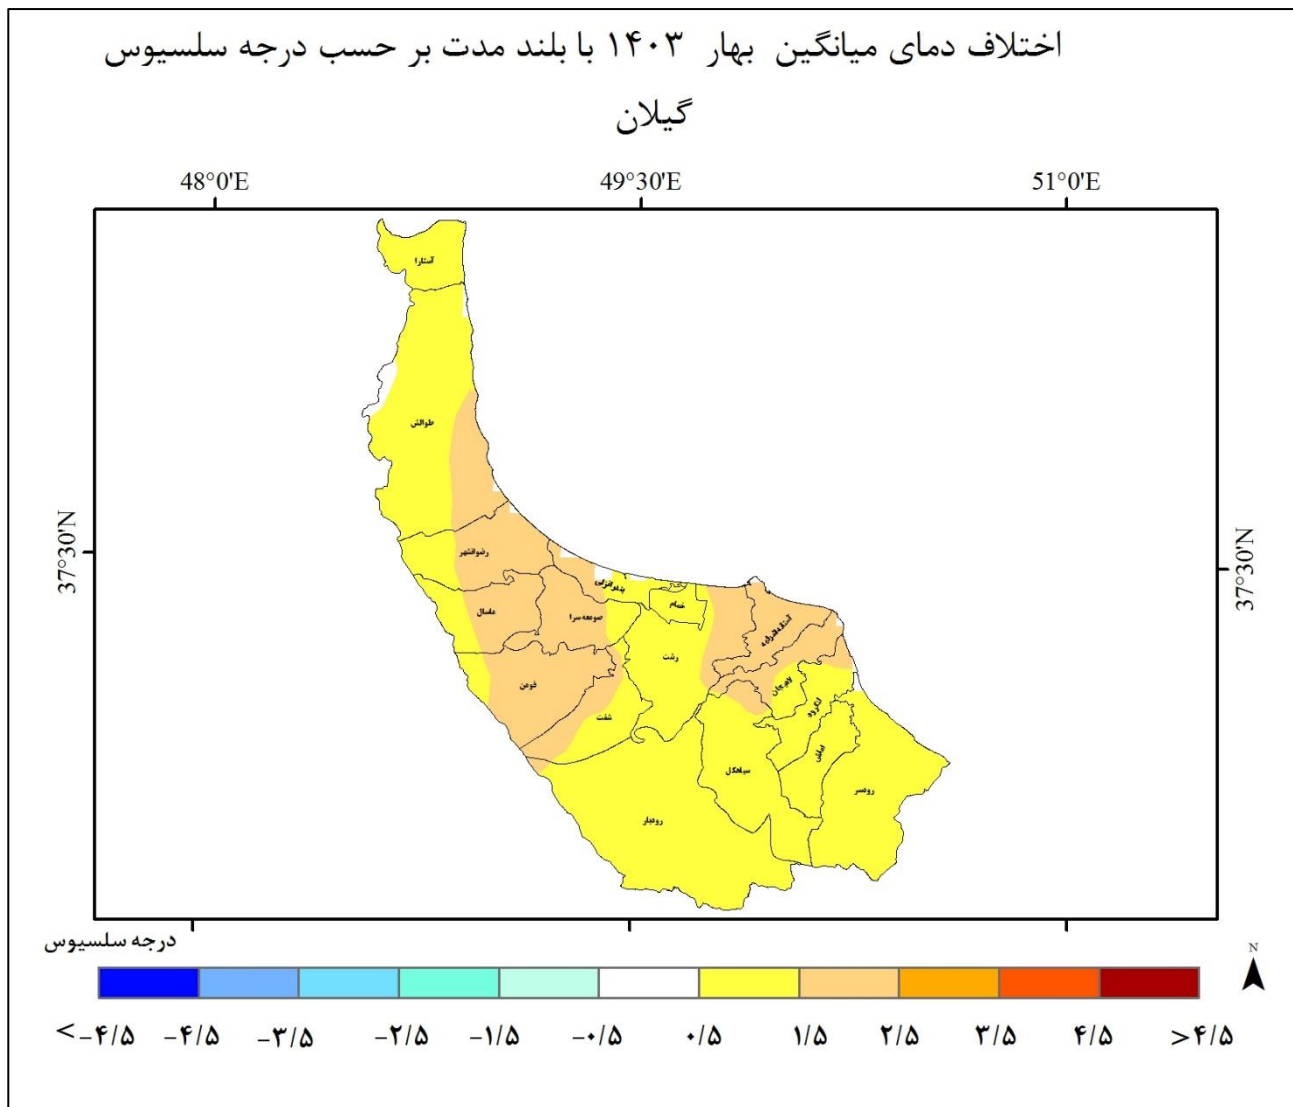 اختلاف دمای میانگین بهار ۱۴۰۳ با بلند مدت بر حسب درجه سلسیوس
گیلان
48°0'E 49°30'E 51°0'E
37°30'N
37°30'N
آستارا
طوالش
رضوانشهر
بندرانزلی
خمام
ماسال
صومعه سرا
آستانه اشرفیه
رشت
فومن
لاهیجان
شفت
لنگرود
املش
سیاهکل
رودسر
رودبار
درجه سلسیوس
N
<-۴/۵ -۴/۵ -۳/۵ -۲/۵ -۱/۵ -۰/۵ ۰/۵ ۱/۵ ۲/۵ ۳/۵ ۴/۵ >۴/۵